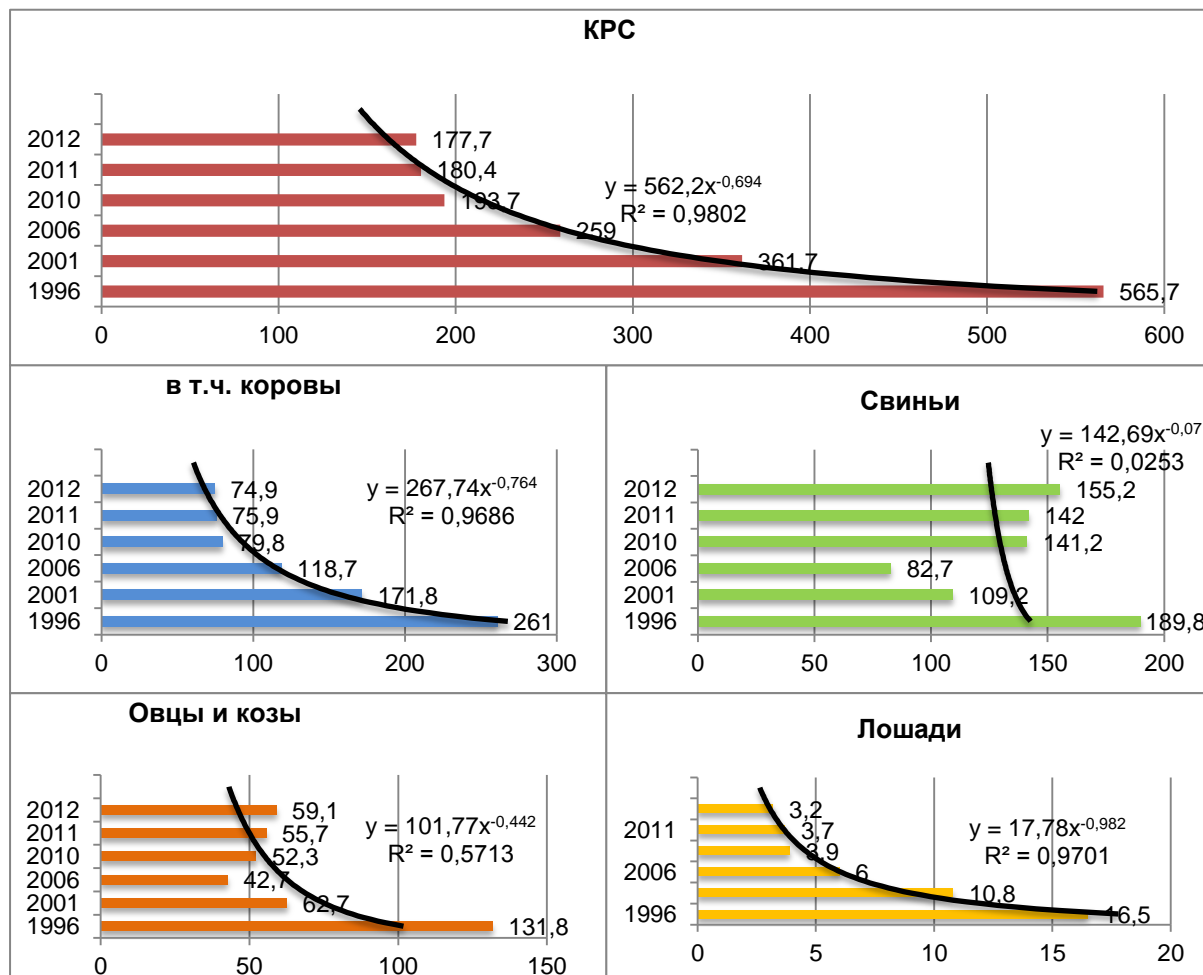 КРС
2012
177,7
2011
180,4
2010
193,7
2006
259
2001
361,7
1996
565,7
y = 562,2x^-0,694
R² = 0,9802
0 100 200 300 400 500 600
в т.ч. коровы
2012
74,9
2011
75,9
2010
79,8
2006
118,7
2001
171,8
1996
261
y = 267,74x^-0,764
R² = 0,9686
0 100 200 300
Свиньи
y = 142,69x^-0,07
R² = 0,0253
2012
155,2
2011
142
2010
141,2
2006
82,7
2001
109,2
1996
189,8
0 50 100 150 200
Овцы и козы
2012
59,1
2011
55,7
2010
52,3
2006
42,7
2001
62,7
1996
131,8
y = 101,77x^-0,442
R² = 0,5713
0 50 100 150
Лошади
3,2
2011
3,7
3,9
2006
6
10,8
1996
16,5
y = 17,78x^-0,982
R² = 0,9701
0 5 10 15 20